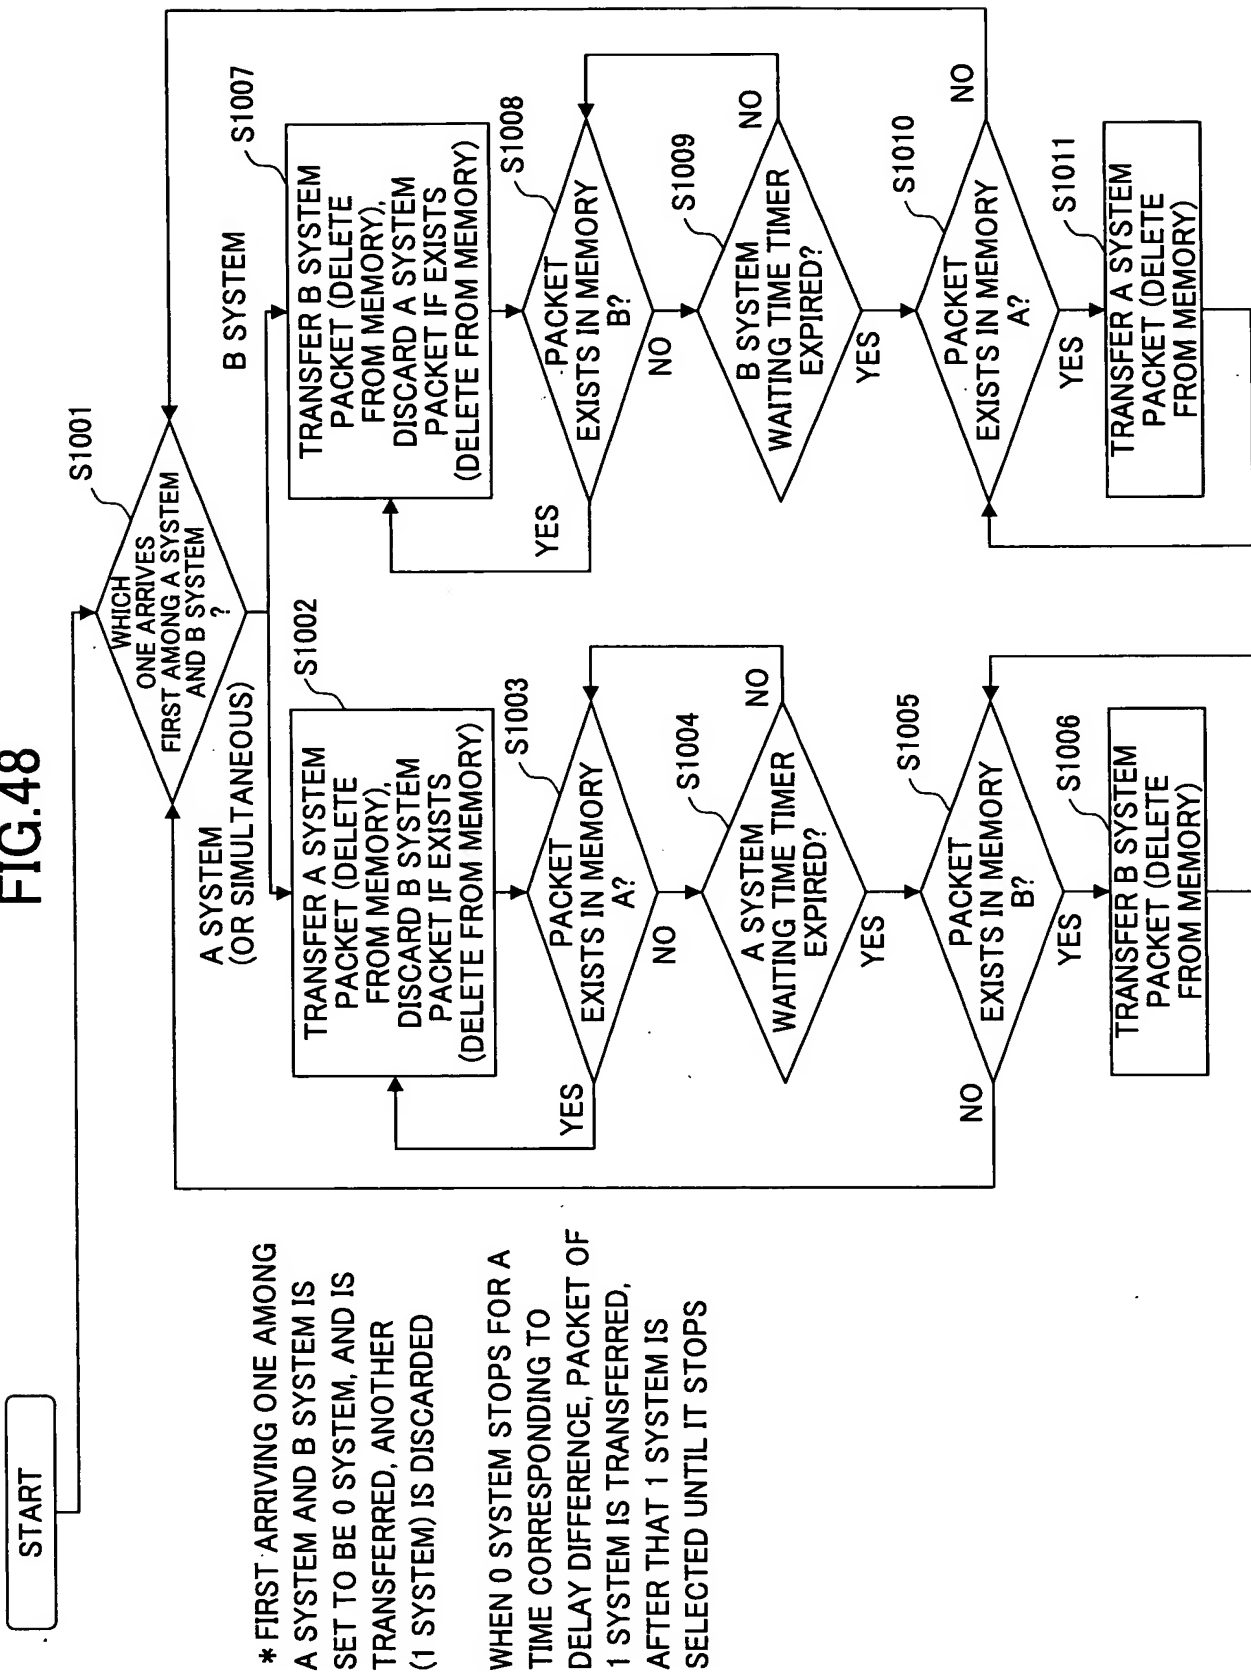 FIG.48
START
* FIRST ARRIVING ONE AMONG
A SYSTEM AND B SYSTEM IS
SET TO BE 0 SYSTEM, AND IS
TRANSFERRED, ANOTHER
(1 SYSTEM) IS DISCARDED
WHEN 0 SYSTEM STOPS FOR A
TIME CORRESPONDING TO
DELAY DIFFERENCE, PACKET OF
1 SYSTEM IS TRANSFERRED,
AFTER THAT 1 SYSTEM IS
SELECTED UNTIL IT STOPS
S1001
WHICH
ONE ARRIVES
FIRST AMONG A SYSTEM
AND B SYSTEM
?
A SYSTEM
(OR SIMULTANEOUS)
B SYSTEM
S1002
TRANSFER A SYSTEM
PACKET (DELETE
FROM MEMORY),
DISCARD B SYSTEM
PACKET IF EXISTS
(DELETE FROM MEMORY)
S1003
PACKET
EXISTS IN MEMORY
A?
YES
NO
S1004
A SYSTEM
WAITING TIME TIMER
EXPIRED?
NO
YES
S1005
PACKET
EXISTS IN MEMORY
B?
NO
YES
S1006
TRANSFER B SYSTEM
PACKET (DELETE
FROM MEMORY)
S1007
TRANSFER B SYSTEM
PACKET (DELETE
FROM MEMORY),
DISCARD A SYSTEM
PACKET IF EXISTS
(DELETE FROM MEMORY)
S1008
PACKET
EXISTS IN MEMORY
B?
YES
NO
S1009
B SYSTEM
WAITING TIME TIMER
EXPIRED?
NO
YES
S1010
PACKET
EXISTS IN MEMORY
A?
NO
YES
S1011
TRANSFER A SYSTEM
PACKET (DELETE
FROM MEMORY)